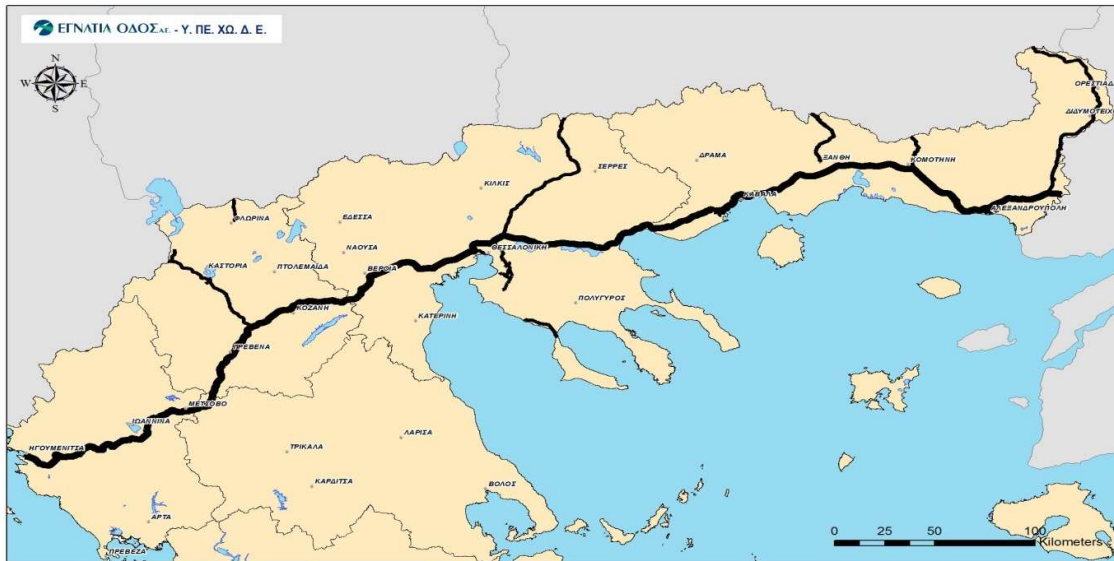 ΕΓΝΑΤΙΑ ΟΔΟΣ Α.Ε. - Υ. ΠΕ. ΧΩ. Δ. Ε.
N
W E
S
ΟΡΕΣΤΙΑΔ
ΔΙΔΥΜΟΤΕΙΧ
ΔΡΑΜΑ
ΞΑΝΘΗ
ΚΟΜΟΤΗΝΗ
ΣΕΡΡΕΣ
ΚΙΛΚΙΣ
ΚΑΒΑΛΑ
ΑΛΕΞΑΝΔΡΟΥΠΟΛΗ
ΦΛΩΡΙΝΑ
ΕΔΕΣΣΑ
ΝΑΟΥΣΑ
ΘΕΣΣΑΛΟΝΙΚΗ
ΚΑΣΤΟΡΙΑ
ΠΤΟΛΕΜΑΙΔΑ
ΒΕΡΟΙΑ
ΠΟΛΥΓΥΡΟΣ
ΚΟΖΑΝΗ
ΚΑΤΕΡΙΝΗ
ΓΡΕΒΕΝΑ
ΜΕΤΣΟΒΟ
ΙΩΑΝΝΙΝΑ
ΗΓΟΥΜΕΝΙΤΣΑ
ΛΑΡΙΣΑ
ΤΡΙΚΑΛΑ
ΚΑΡΔΙΤΣΑ
ΒΟΛΟΣ
ΑΡΤΑ
ΠΡΕΒΕΖΑ
0 25 50 100
Kilometers